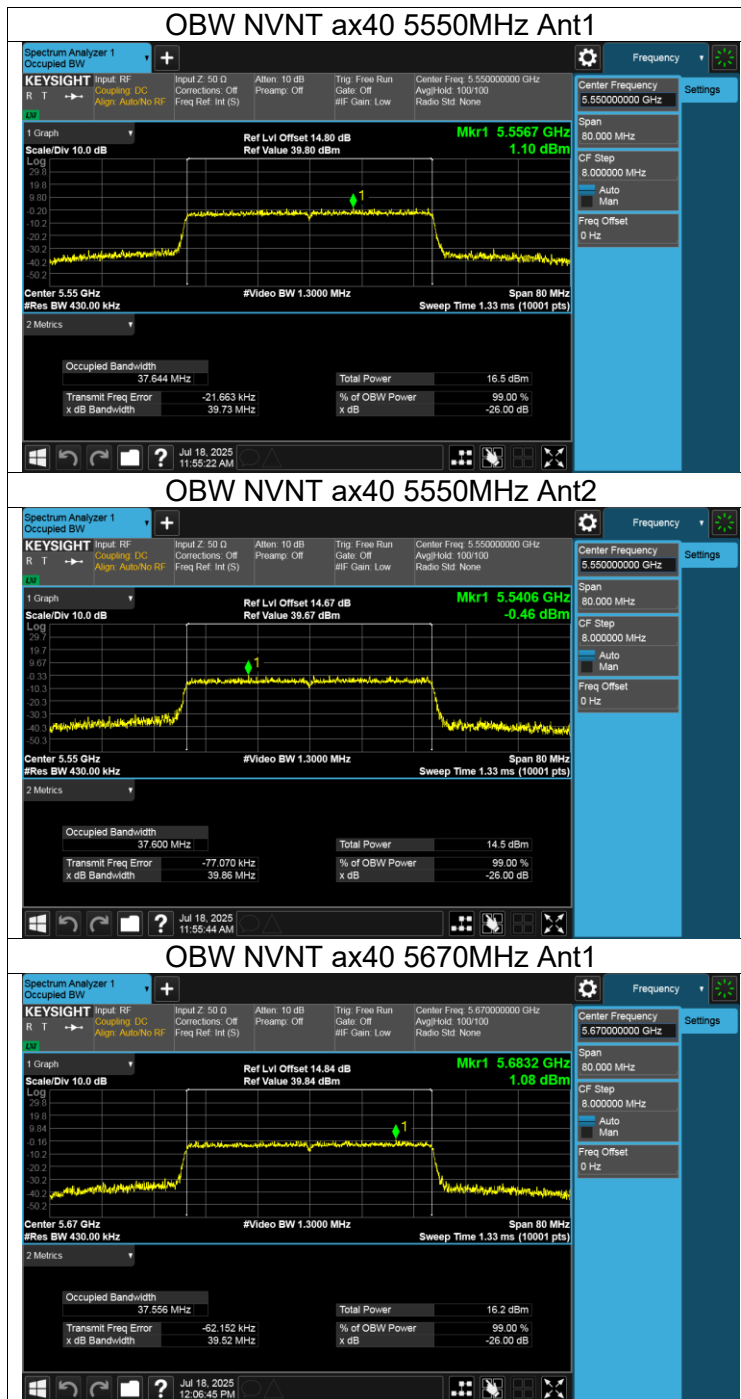 OBW NVNT ax40 5550MHz Ant1
Spectrum Analyzer 1
Occupied BW
Frequency
KEYSIGHT Input: RF Input Z: 50 Ω Atten: 10 dB Trig: Free Run Center Freq: 5.550000000 GHz
R T Coupling: DC Corrections: Off Preamp: Off Gate: Off Avg|Hold: 100/100
Align: Auto/No RF Freq Ref: Int (S) #IF Gain: Low Radio Std: None
LXI
Center Frequency
5.550000000 GHz
Settings
Span
80.000 MHz
CF Step
8.000000 MHz
Auto
Man
Freq Offset
0 Hz
1 Graph
Ref Lvl Offset 14.80 dB Mkr1 5.5567 GHz
Scale/Div 10.0 dB Ref Value 39.80 dBm 1.10 dBm
Log
29.8
19.8
9.80
-0.20
-10.2
-20.2
-30.2
-40.2
-50.2
1
Center 5.55 GHz #Video BW 1.3000 MHz Span 80 MHz
#Res BW 430.00 kHz Sweep Time 1.33 ms (10001 pts)
2 Metrics
Occupied Bandwidth
37.644 MHz Total Power 16.5 dBm
Transmit Freq Error -21.663 kHz % of OBW Power 99.00 %
x dB Bandwidth 39.73 MHz x dB -26.00 dB
? Jul 18, 2025
11:55:22 AM
OBW NVNT ax40 5550MHz Ant2
Spectrum Analyzer 1
Occupied BW
Frequency
KEYSIGHT Input: RF Input Z: 50 Ω Atten: 10 dB Trig: Free Run Center Freq: 5.550000000 GHz
R T Coupling: DC Corrections: Off Preamp: Off Gate: Off Avg|Hold: 100/100
Align: Auto/No RF Freq Ref: Int (S) #IF Gain: Low Radio Std: None
LXI
Center Frequency
5.550000000 GHz
Settings
Span
80.000 MHz
CF Step
8.000000 MHz
Auto
Man
Freq Offset
0 Hz
1 Graph
Ref Lvl Offset 14.67 dB Mkr1 5.5406 GHz
Scale/Div 10.0 dB Ref Value 39.67 dBm -0.46 dBm
Log
29.7
19.7
9.67
-0.33
-10.3
-20.3
-30.3
-40.3
-50.3
1
Center 5.55 GHz #Video BW 1.3000 MHz Span 80 MHz
#Res BW 430.00 kHz Sweep Time 1.33 ms (10001 pts)
2 Metrics
Occupied Bandwidth
37.600 MHz Total Power 14.5 dBm
Transmit Freq Error -77.070 kHz % of OBW Power 99.00 %
x dB Bandwidth 39.86 MHz x dB -26.00 dB
? Jul 18, 2025
11:55:44 AM
OBW NVNT ax40 5670MHz Ant1
Spectrum Analyzer 1
Occupied BW
Frequency
KEYSIGHT Input: RF Input Z: 50 Ω Atten: 10 dB Trig: Free Run Center Freq: 5.670000000 GHz
R T Coupling: DC Corrections: Off Preamp: Off Gate: Off Avg|Hold: 100/100
Align: Auto/No RF Freq Ref: Int (S) #IF Gain: Low Radio Std: None
LXI
Center Frequency
5.670000000 GHz
Settings
Span
80.000 MHz
CF Step
8.000000 MHz
Auto
Man
Freq Offset
0 Hz
1 Graph
Ref Lvl Offset 14.84 dB Mkr1 5.6832 GHz
Scale/Div 10.0 dB Ref Value 39.84 dBm 1.08 dBm
Log
29.8
19.8
9.84
-0.16
-10.2
-20.2
-30.2
-40.2
-50.2
1
Center 5.67 GHz #Video BW 1.3000 MHz Span 80 MHz
#Res BW 430.00 kHz Sweep Time 1.33 ms (10001 pts)
2 Metrics
Occupied Bandwidth
37.556 MHz Total Power 16.2 dBm
Transmit Freq Error -62.152 kHz % of OBW Power 99.00 %
x dB Bandwidth 39.52 MHz x dB -26.00 dB
? Jul 18, 2025
12:06:45 PM